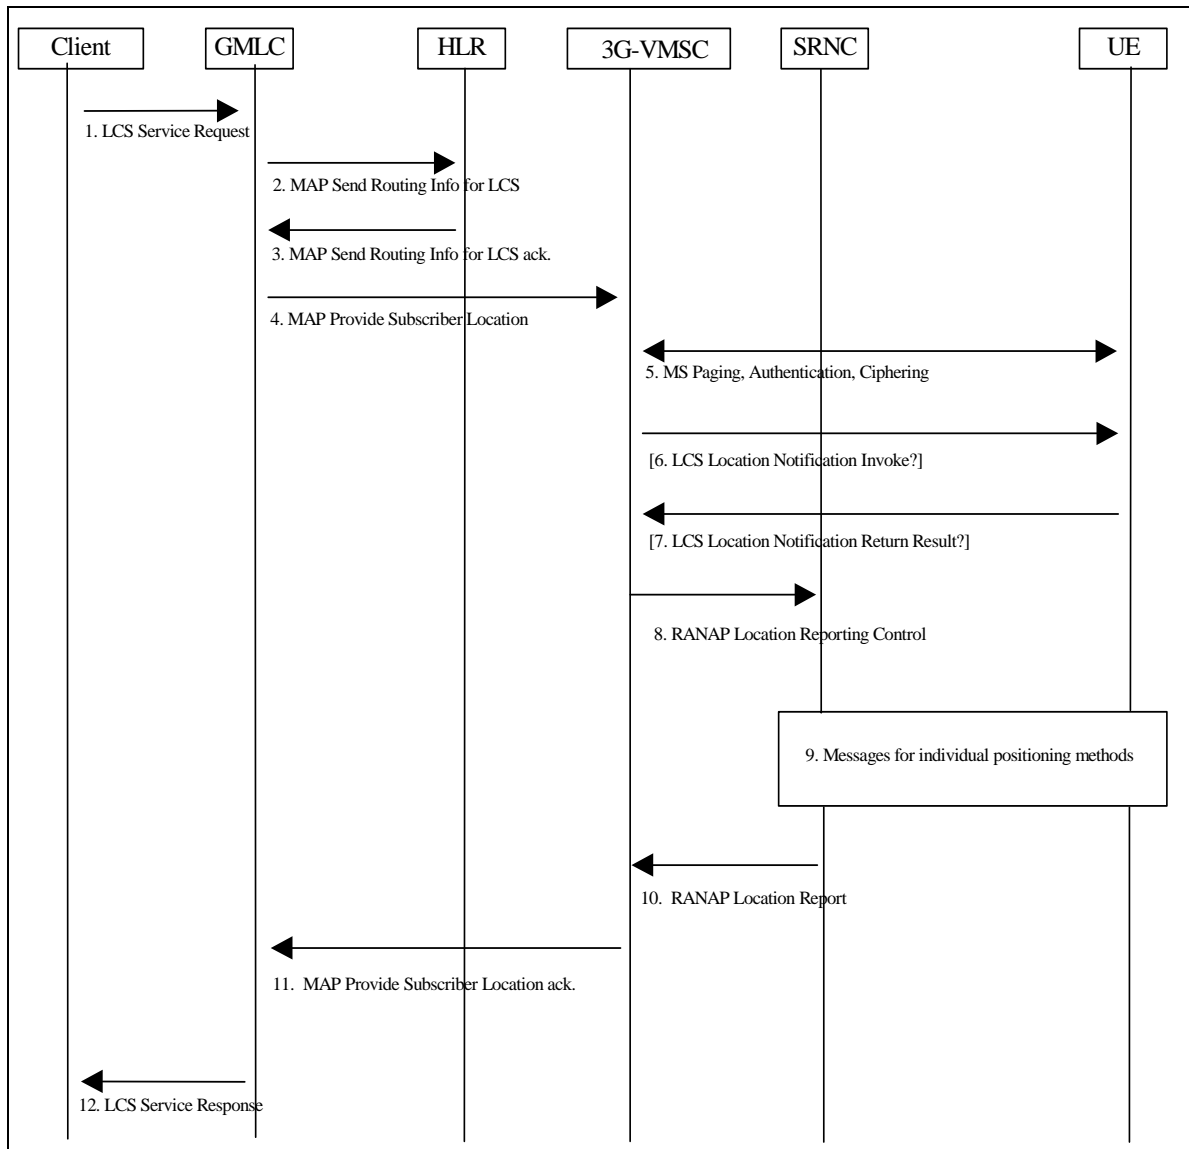 Client GMLC HLR 3G-VMSC SRNC UE
1. LCS Service Request
2. MAP Send Routing Info for LCS
3. MAP Send Routing Info for LCS ack.
4. MAP Provide Subscriber Location
5. MS Paging, Authentication, Ciphering
[6. LCS Location Notification Invoke?]
[7. LCS Location Notification Return Result?]
8. RANAP Location Reporting Control
9. Messages for individual positioning methods
10. RANAP Location Report
11. MAP Provide Subscriber Location ack.
12. LCS Service Response